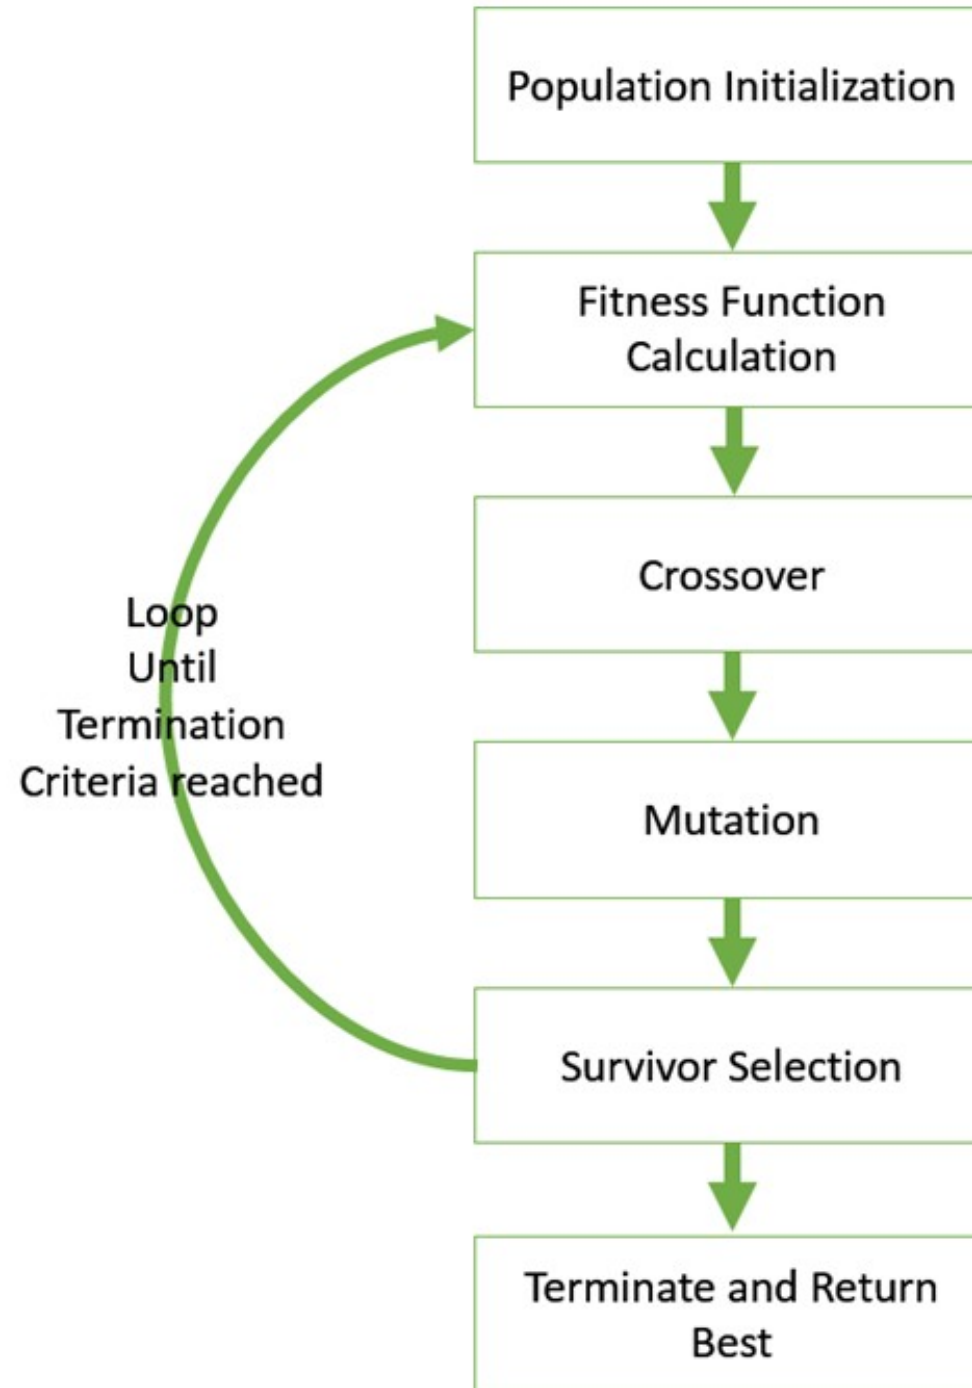 Population Initialization
Fitness Function
Calculation
Crossover
Loop
Until
Termination
Criteria reached
Mutation
Survivor Selection
Terminate and Return
Best